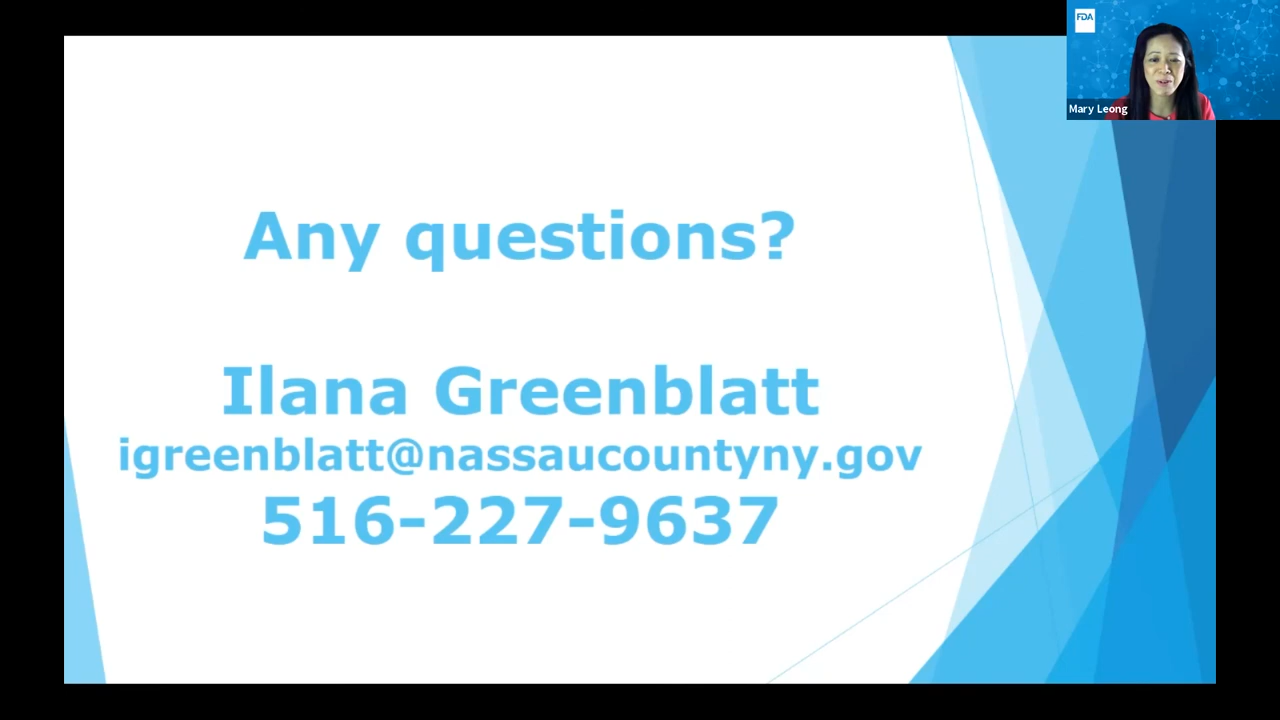 FDA
Mary Leong
Any questions?
Ilana Greenblatt
igreenblatt@nassaucountyny.gov
516-227-9637